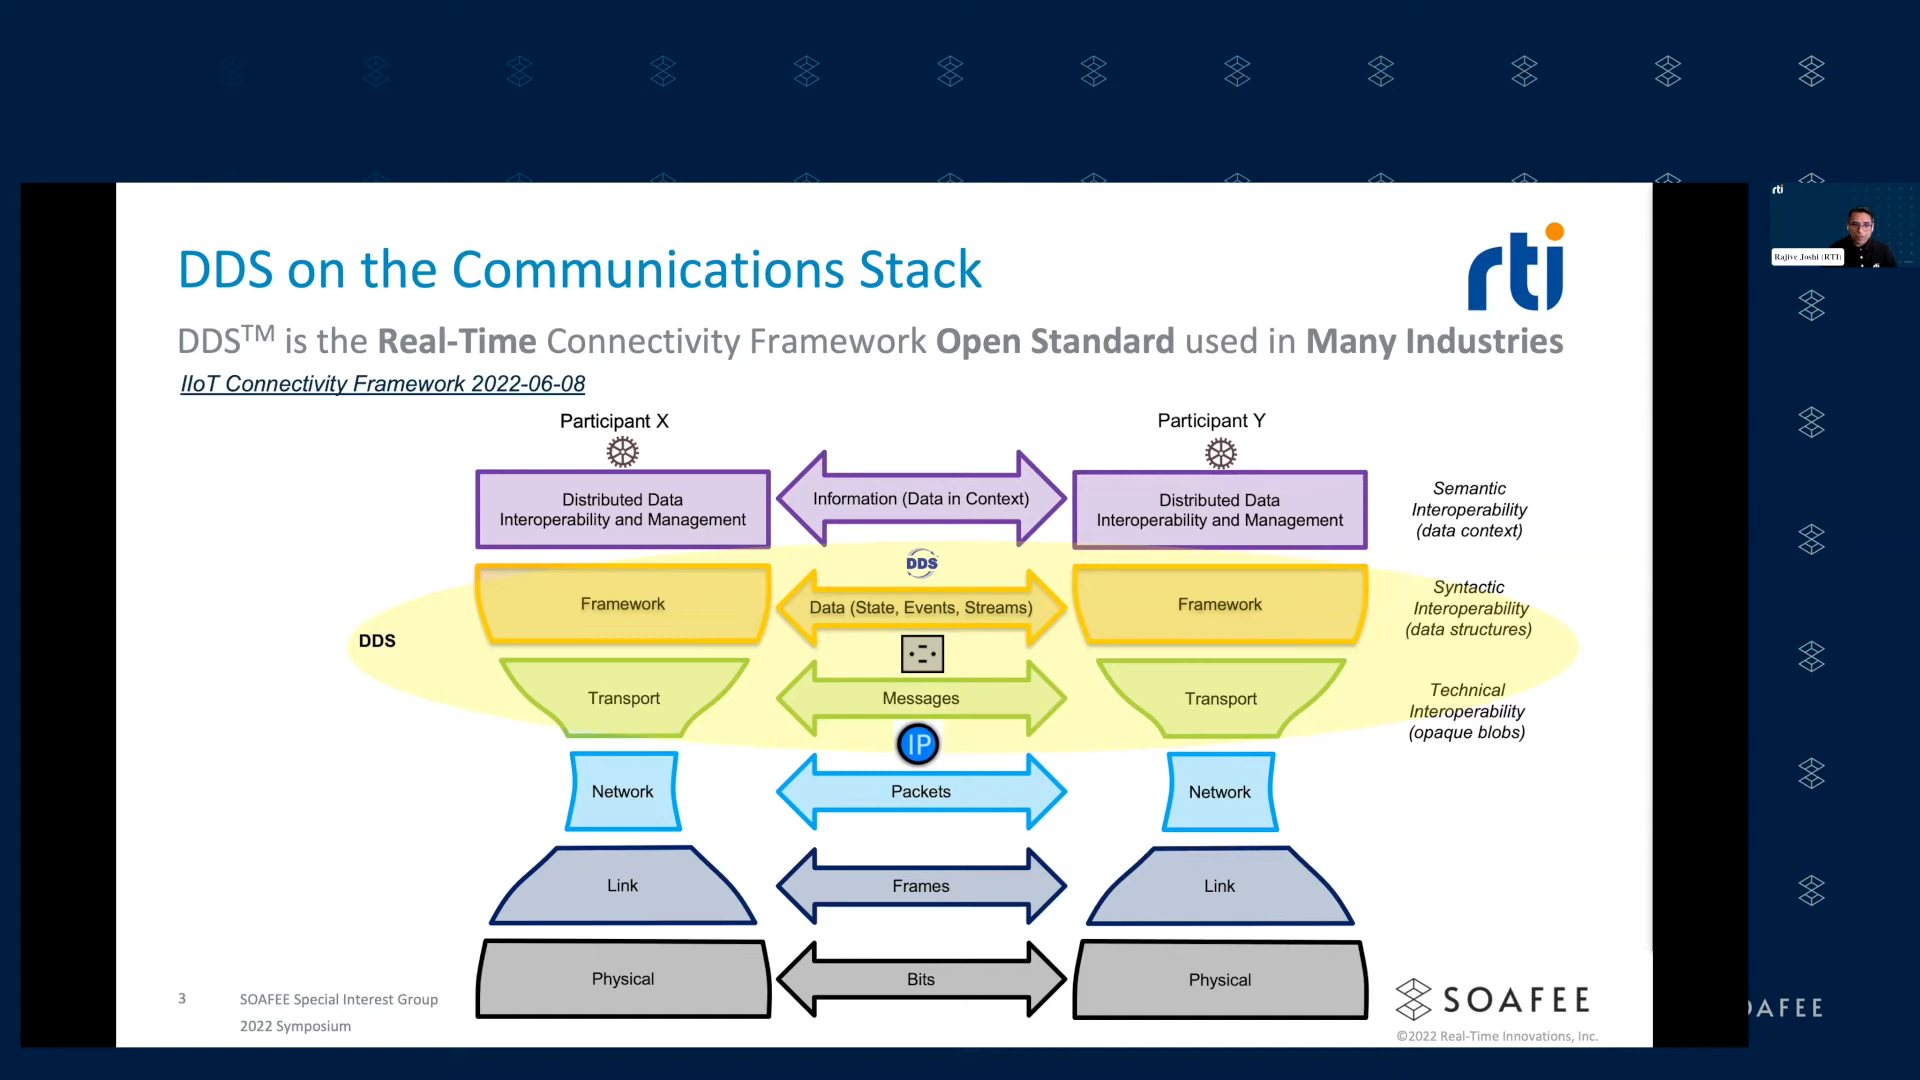 rti
Rajive Joshi (RTI)
DDS on the Communications Stack
rti
DDS™ is the Real-Time Connectivity Framework Open Standard used in Many Industries
IIoT Connectivity Framework 2022-06-08
Participant X
Participant Y
Distributed Data
Interoperability and Management
Information (Data in Context)
Distributed Data
Interoperability and Management
Semantic
Interoperability
(data context)
DDS
Framework
Data (State, Events, Streams)
Framework
Syntactic
Interoperability
(data structures)
DDS
Transport
Messages
Transport
Technical
Interoperability
(opaque blobs)
IP
Network
Packets
Network
Link
Frames
Link
Physical
Bits
Physical
3
SOAFEE Special Interest Group
2022 Symposium
SOAFEE
©2022 Real-Time Innovations, Inc.
OAFEE